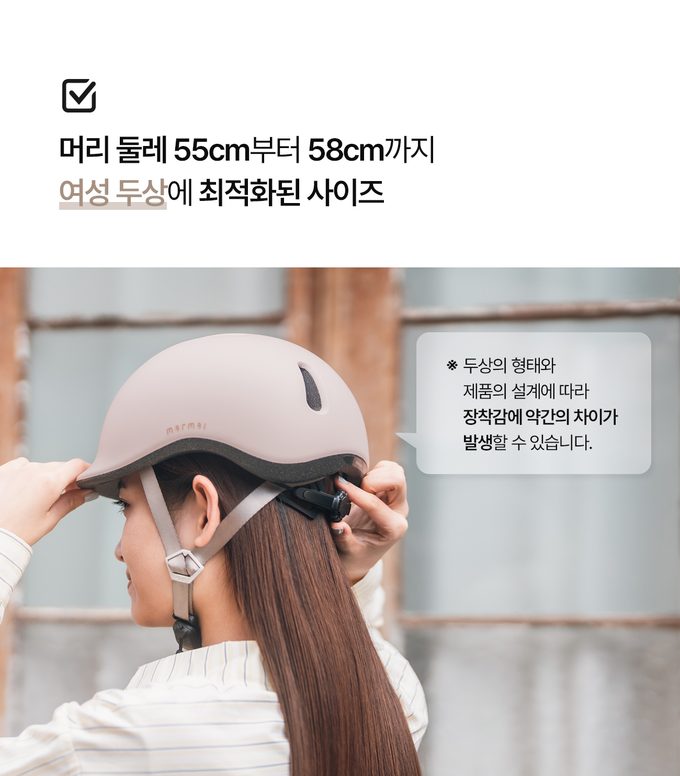 머리 둘레 55cm부터 58cm까지
여성 두상에 최적화된 사이즈
※ 두상의 형태와
제품의 설계에 따라
장착감에 약간의 차이가
발생할 수 있습니다.
marmai